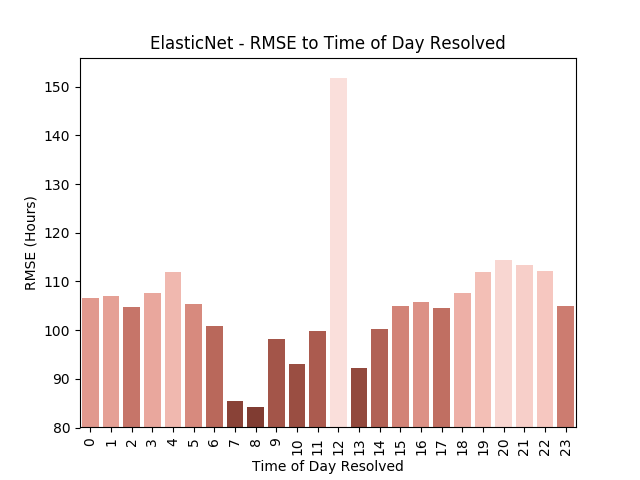 ElasticNet - RMSE to Time of Day Resolved
RMSE (Hours)
150
140
130
120
110
100
90
80
0 1 2 3 4 5 6 7 8 9 10 11 12 13 14 15 16 17 18 19 20 21 22 23
Time of Day Resolved